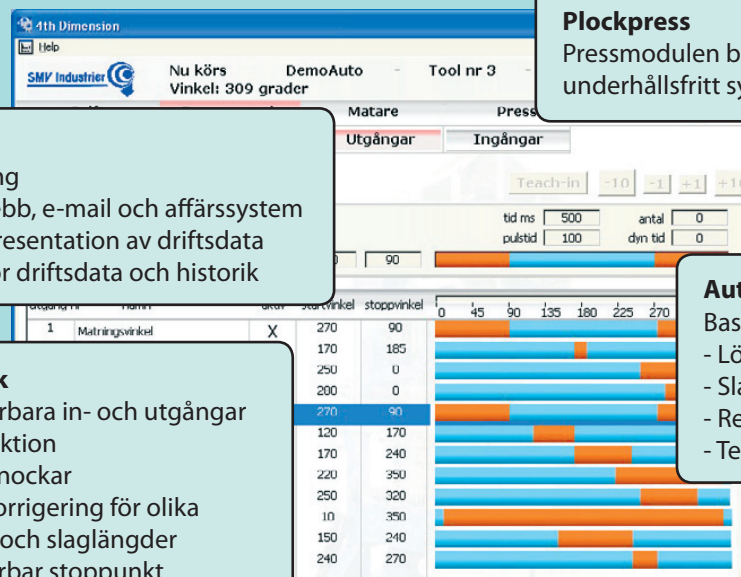 4th Dimension
Help
SMV Industrier
Nu körs DemoAuto - Tool nr 3 -
Vinkel: 309 grader
Matare Press
Utgångar Ingångar
Teach-in -10 -1 +1
tid ms 500 antal 0
pulstid 100 dyn tid 0
90
Plockpress
Pressmodulen b
underhållsfritt sy
ng
ebb, e-mail och affärssystem
resentation av driftsdata
or driftsdata och historik
startvinkel stoppvinkel 0 45 90 135 180 225 270
1 Matningsvinkel X 270 90
170 185
250 0
200 0
270 90
120 170
170 240
220 350
250 320
10 350
150 240
240 270
Aut
Bas
- Lö
- Sla
- Re
- Te
k
rbara in- och utgångar
ktion
nockar
orrigering för olika
och slaglängder
rbar stoppunkt